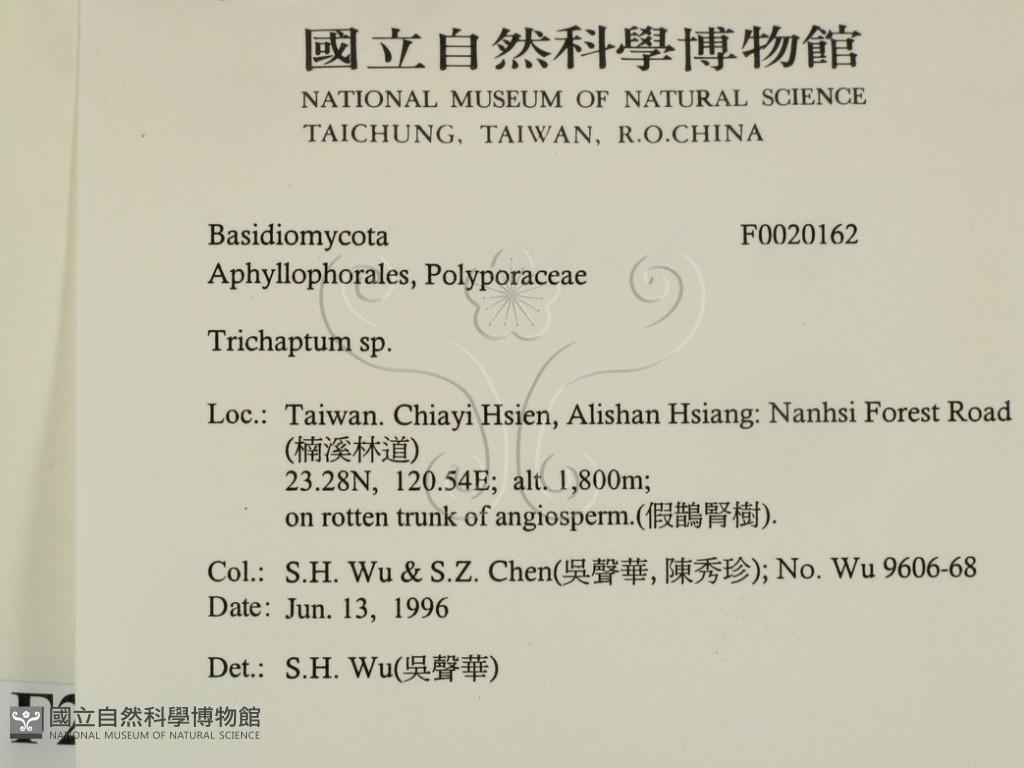 國立自然科學博物館
NATIONAL MUSEUM OF NATURAL SCIENCE
TAICHUNG, TAIWAN, R.O.CHINA
Basidiomycota F0020162
Aphyllophorales, Polyporaceae
Trichaptum sp.
Loc.: Taiwan. Chiayi Hsien, Alishan Hsiang: Nanhsi Forest Road
(楠溪林道)
23.28N, 120.54E; alt. 1,800m;
on rotten trunk of angiosperm.(假鵲腎樹).
Col.: S.H. Wu & S.Z. Chen(吳聲華, 陳秀珍); No. Wu 9606-68
Date: Jun. 13, 1996
Det.: S.H. Wu(吳聲華)
國立自然科學博物館
NATIONAL MUSEUM OF NATURAL SCIENCE